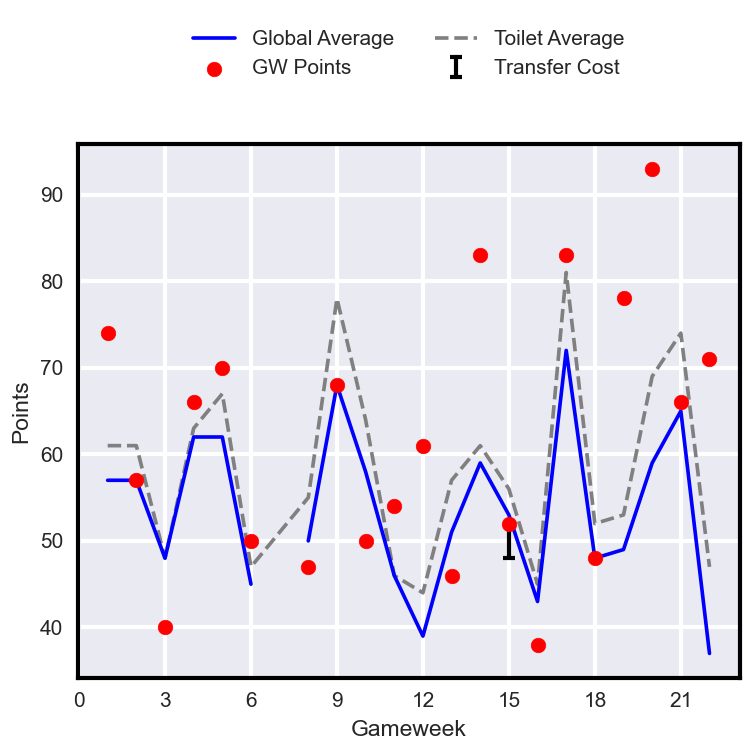 Global Average
Toilet Average
GW Points
Transfer Cost
90
80
70
60
50
40
Points
0 3 6 9 12 15 18 21
Gameweek